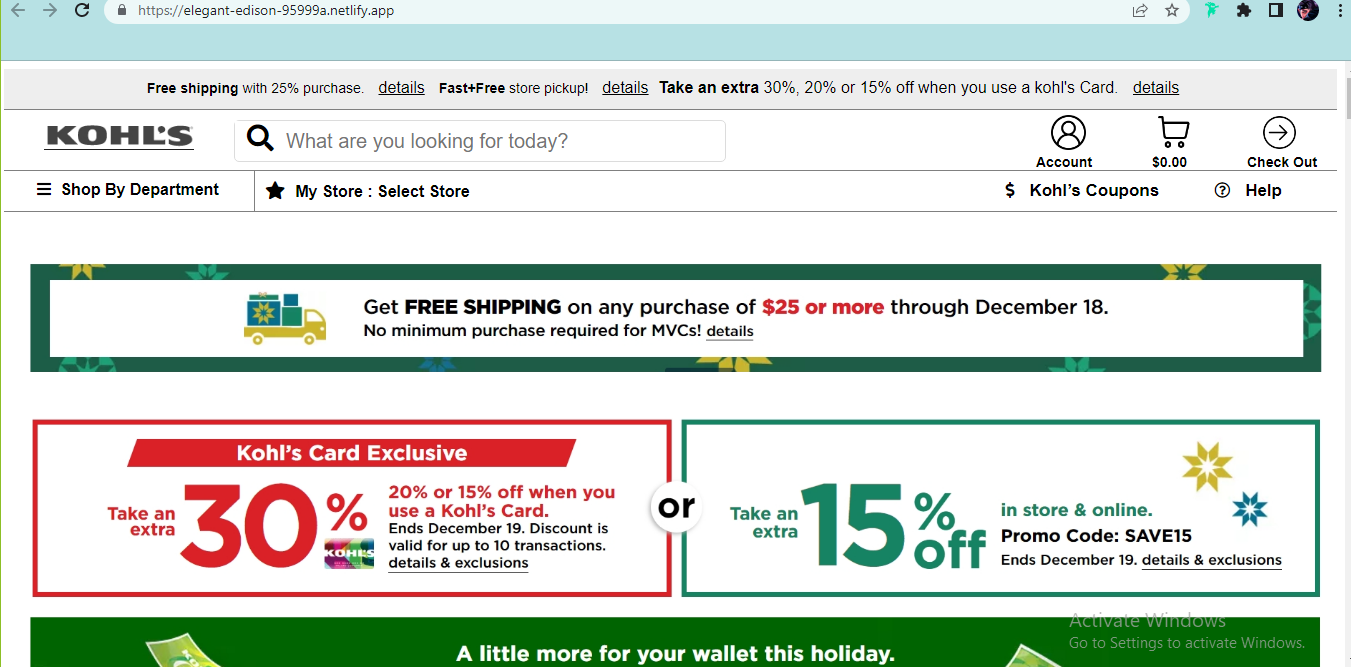 https://elegant-edison-95999a.netlify.app
Free shipping with 25% purchase. details Fast+Free store pickup! details Take an extra 30%, 20% or 15% off when you use a kohl's Card. details
KOHL'S
What are you looking for today?
Account
$0.00
Check Out
Shop By Department
My Store : Select Store
$ Kohl's Coupons
? Help
Get FREE SHIPPING on any purchase of $25 or more through December 18.
No minimum purchase required for MVCs! details
Kohl's Card Exclusive
Take an
extra
30%
KOHL'S
20% or 15% off when you
use a Kohl's Card.
Ends December 19. Discount is
valid for up to 10 transactions.
details & exclusions
or
Take an
extra
15%
off
in store & online.
Promo Code: SAVE15
Ends December 19. details & exclusions
A little more for your wallet this holiday.
Activate Windows
Go to Settings to activate Windows.